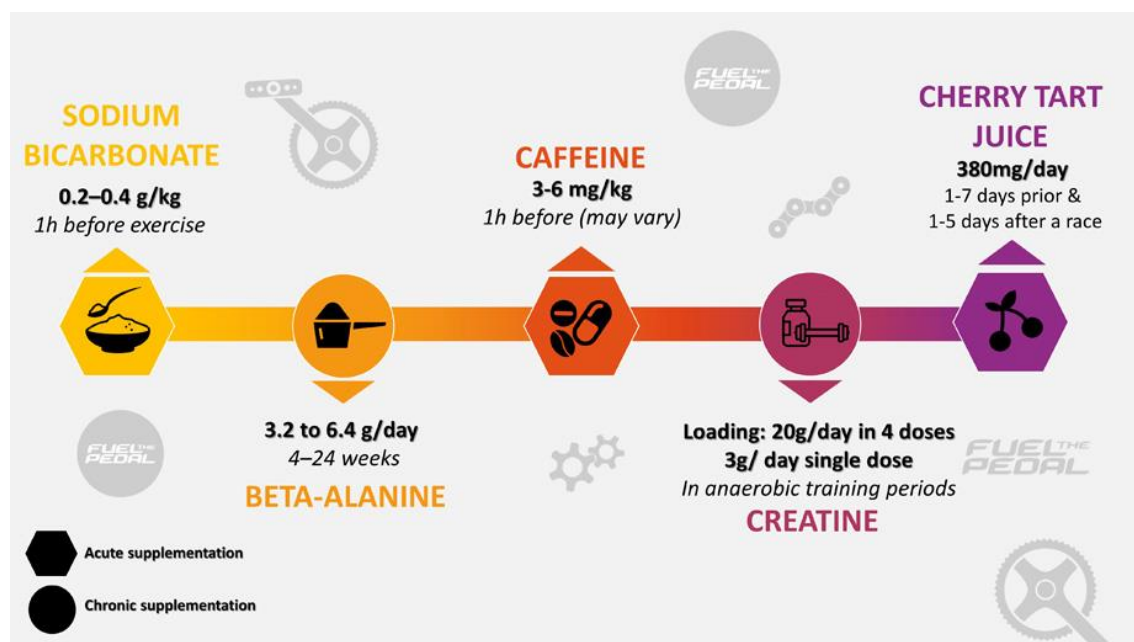 SODIUM
BICARBONATE
0.2–0.4 g/kg
1h before exercise
3.2 to 6.4 g/day
4–24 weeks
BETA-ALANINE
CAFFEINE
3-6 mg/kg
1h before (may vary)
Loading: 20g/day in 4 doses
3g/ day single dose
In anaerobic training periods
CREATINE
CHERRY TART
JUICE
380mg/day
1-7 days prior &
1-5 days after a race
FUEL THE
PEDAL
FUEL THE
PEDAL
FUEL THE
PEDAL
Acute supplementation
Chronic supplementation